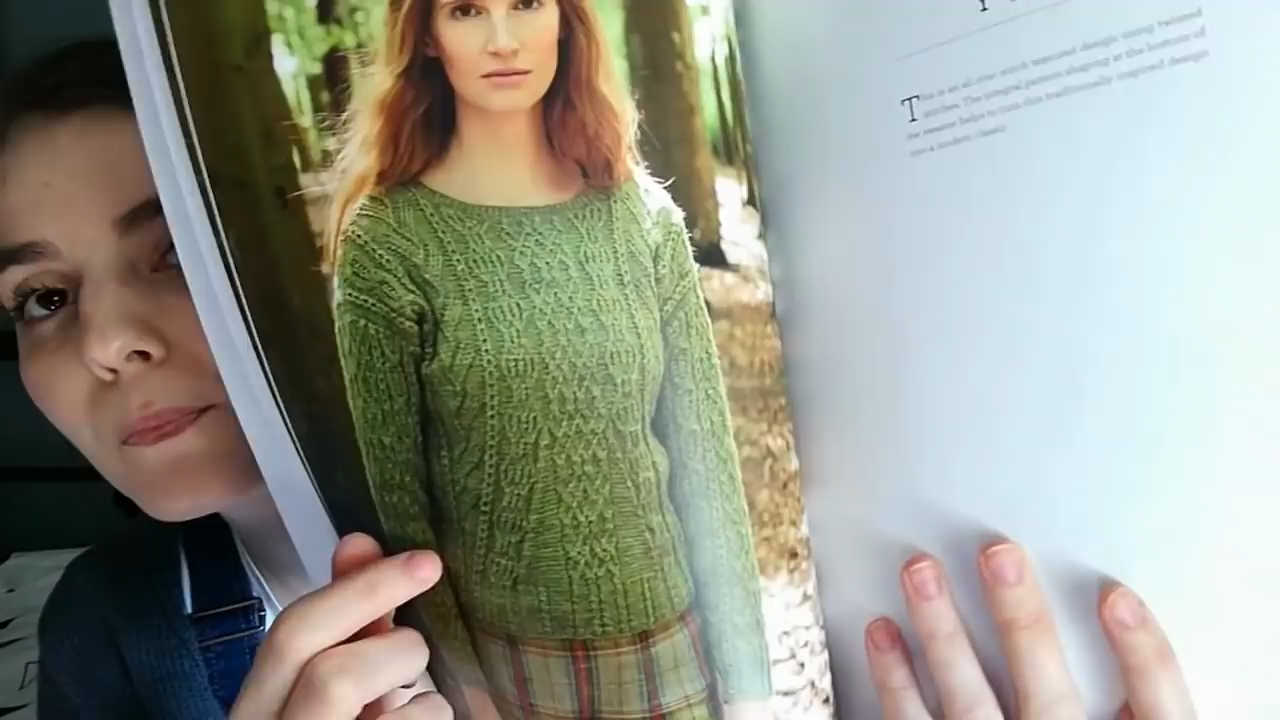 This is an all over stitch textured design using twisted
stitches. The integral pattern shaping at the bottom of
the sweater helps to turn this traditionally inspired design
into a modern classic